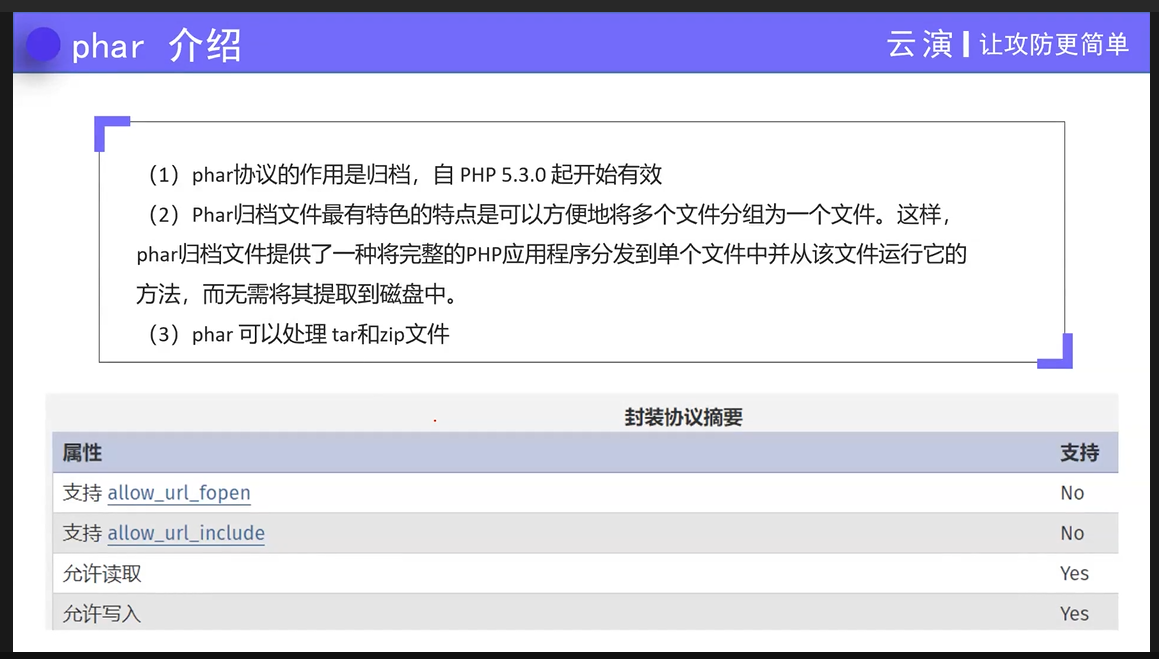 phar 介绍
云演 | 让攻防更简单
（1）phar协议的作用是归档，自 PHP 5.3.0 起开始有效
（2）Phar归档文件最有特色的特点是可以方便地将多个文件分组为一个文件。这样，
phar归档文件提供了一种将完整的PHP应用程序分发到单个文件中并从该文件运行它的
方法，而无需将其提取到磁盘中。
（3）phar 可以处理 tar和zip文件
封装协议摘要
属性 支持
支持 allow_url_fopen No
支持 allow_url_include No
允许读取 Yes
允许写入 Yes